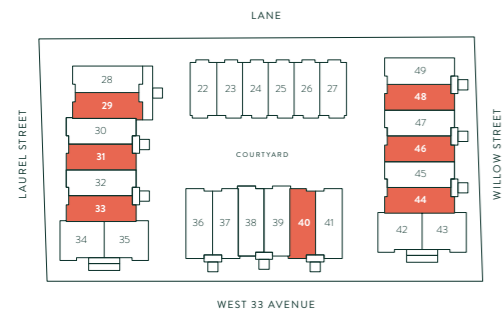 LANE
LAUREL STREET
28
29
30
31
32
33
34 35
22 23 24 25 26 27
COURTYARD
36 37 38 39 40 41
49
48
47
46
45
44
42 43
WILLOW STREET
WEST 33 AVENUE